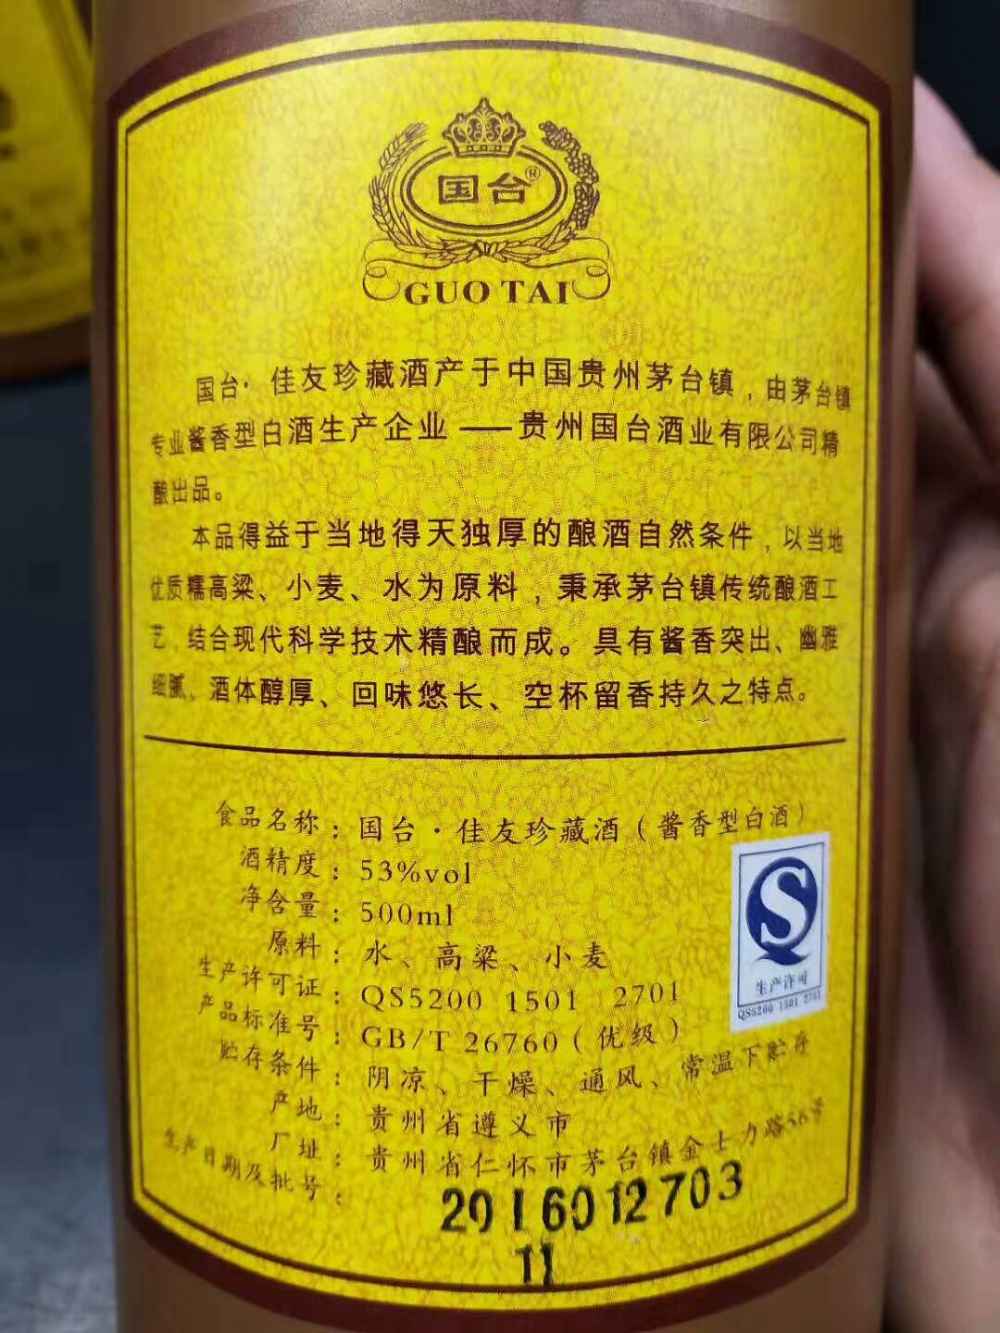 国台®
GUO TAI
国台·佳友珍藏酒产于中国贵州茅台镇，由茅台镇
专业酱香型白酒生产企业——贵州国台酒业有限公司精
酿出品。
本品得益于当地得天独厚的酿酒自然条件，以当地
优质糯高粱、小麦、水为原料，秉承茅台镇传统酿酒工
艺，结合现代科学技术精酿而成。具有酱香突出、幽雅
细腻、酒体醇厚、回味悠长、空杯留香持久之特点。
食品名称：国台·佳友珍藏酒（酱香型白酒）
酒精度：53%vol
净含量：500ml
原料：水、高粱、小麦
生产许可证：QS5200 1501 2701
产品标准号：GB/T 26760（优级）
贮存条件：阴凉、干燥、通风、常温下贮存
产地：贵州省遵义市
厂址：贵州省仁怀市茅台镇金士力路56号
生产日期及批号：
2016012703
11
生产许可
QS5200 1501 2701